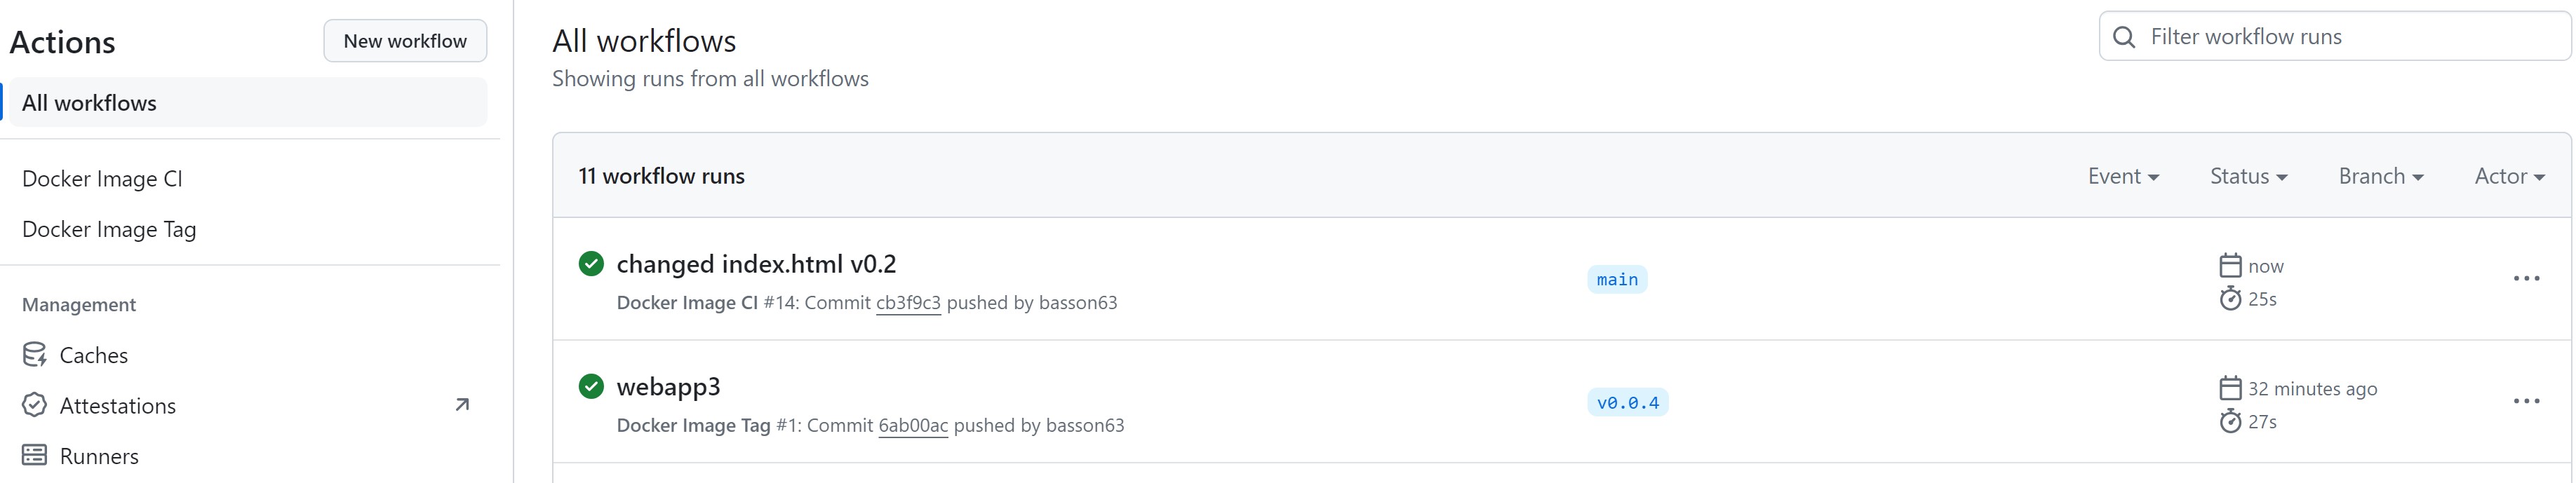 Actions
New workflow
All workflows
Docker Image CI
Docker Image Tag
Management
Caches
Attestations
Runners
All workflows
Showing runs from all workflows
Filter workflow runs
11 workflow runs
Event
Status
Branch
Actor
changed index.html v0.2
Docker Image CI #14: Commit cb3f9c3 pushed by basson63
main
now
25s
webapp3
Docker Image Tag #1: Commit 6ab00ac pushed by basson63
v0.0.4
32 minutes ago
27s